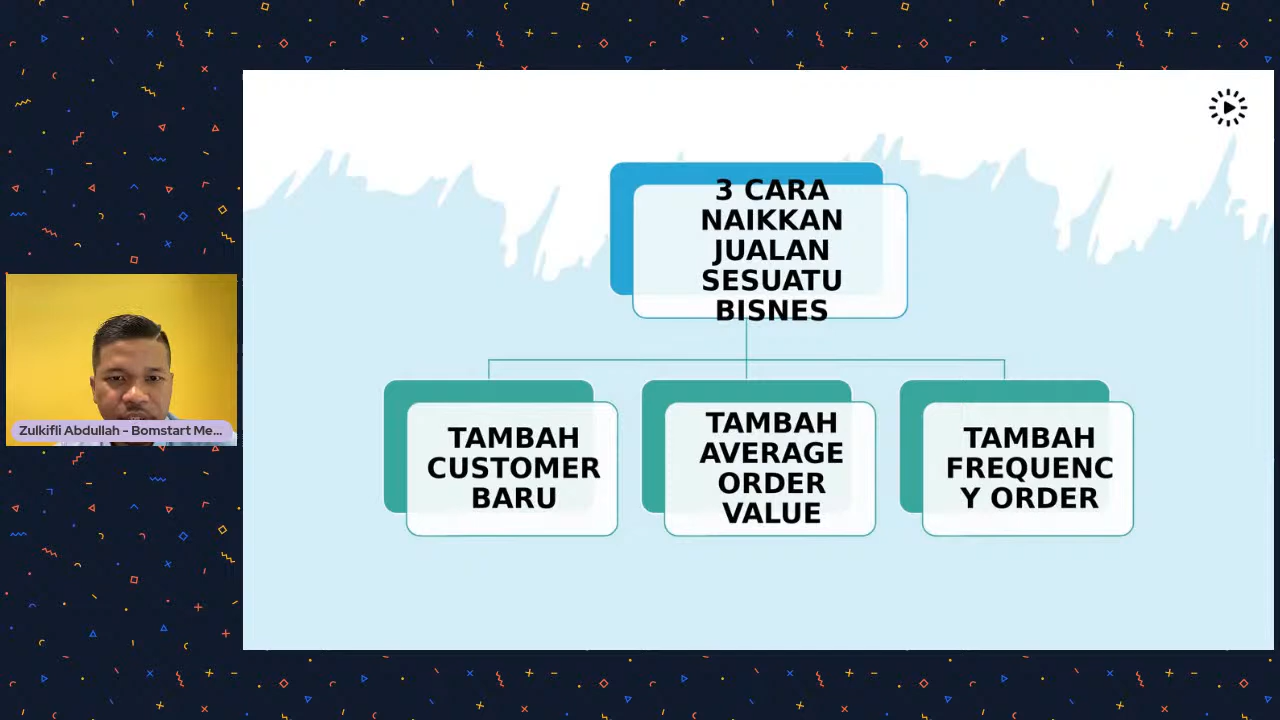 3 CARA
NAIKKAN
JUALAN
SESUATU
BISNES
TAMBAH
CUSTOMER
BARU
TAMBAH
AVERAGE
ORDER
VALUE
TAMBAH
FREQUENC
Y ORDER
Zulkifli Abdullah - Bomstart Me...